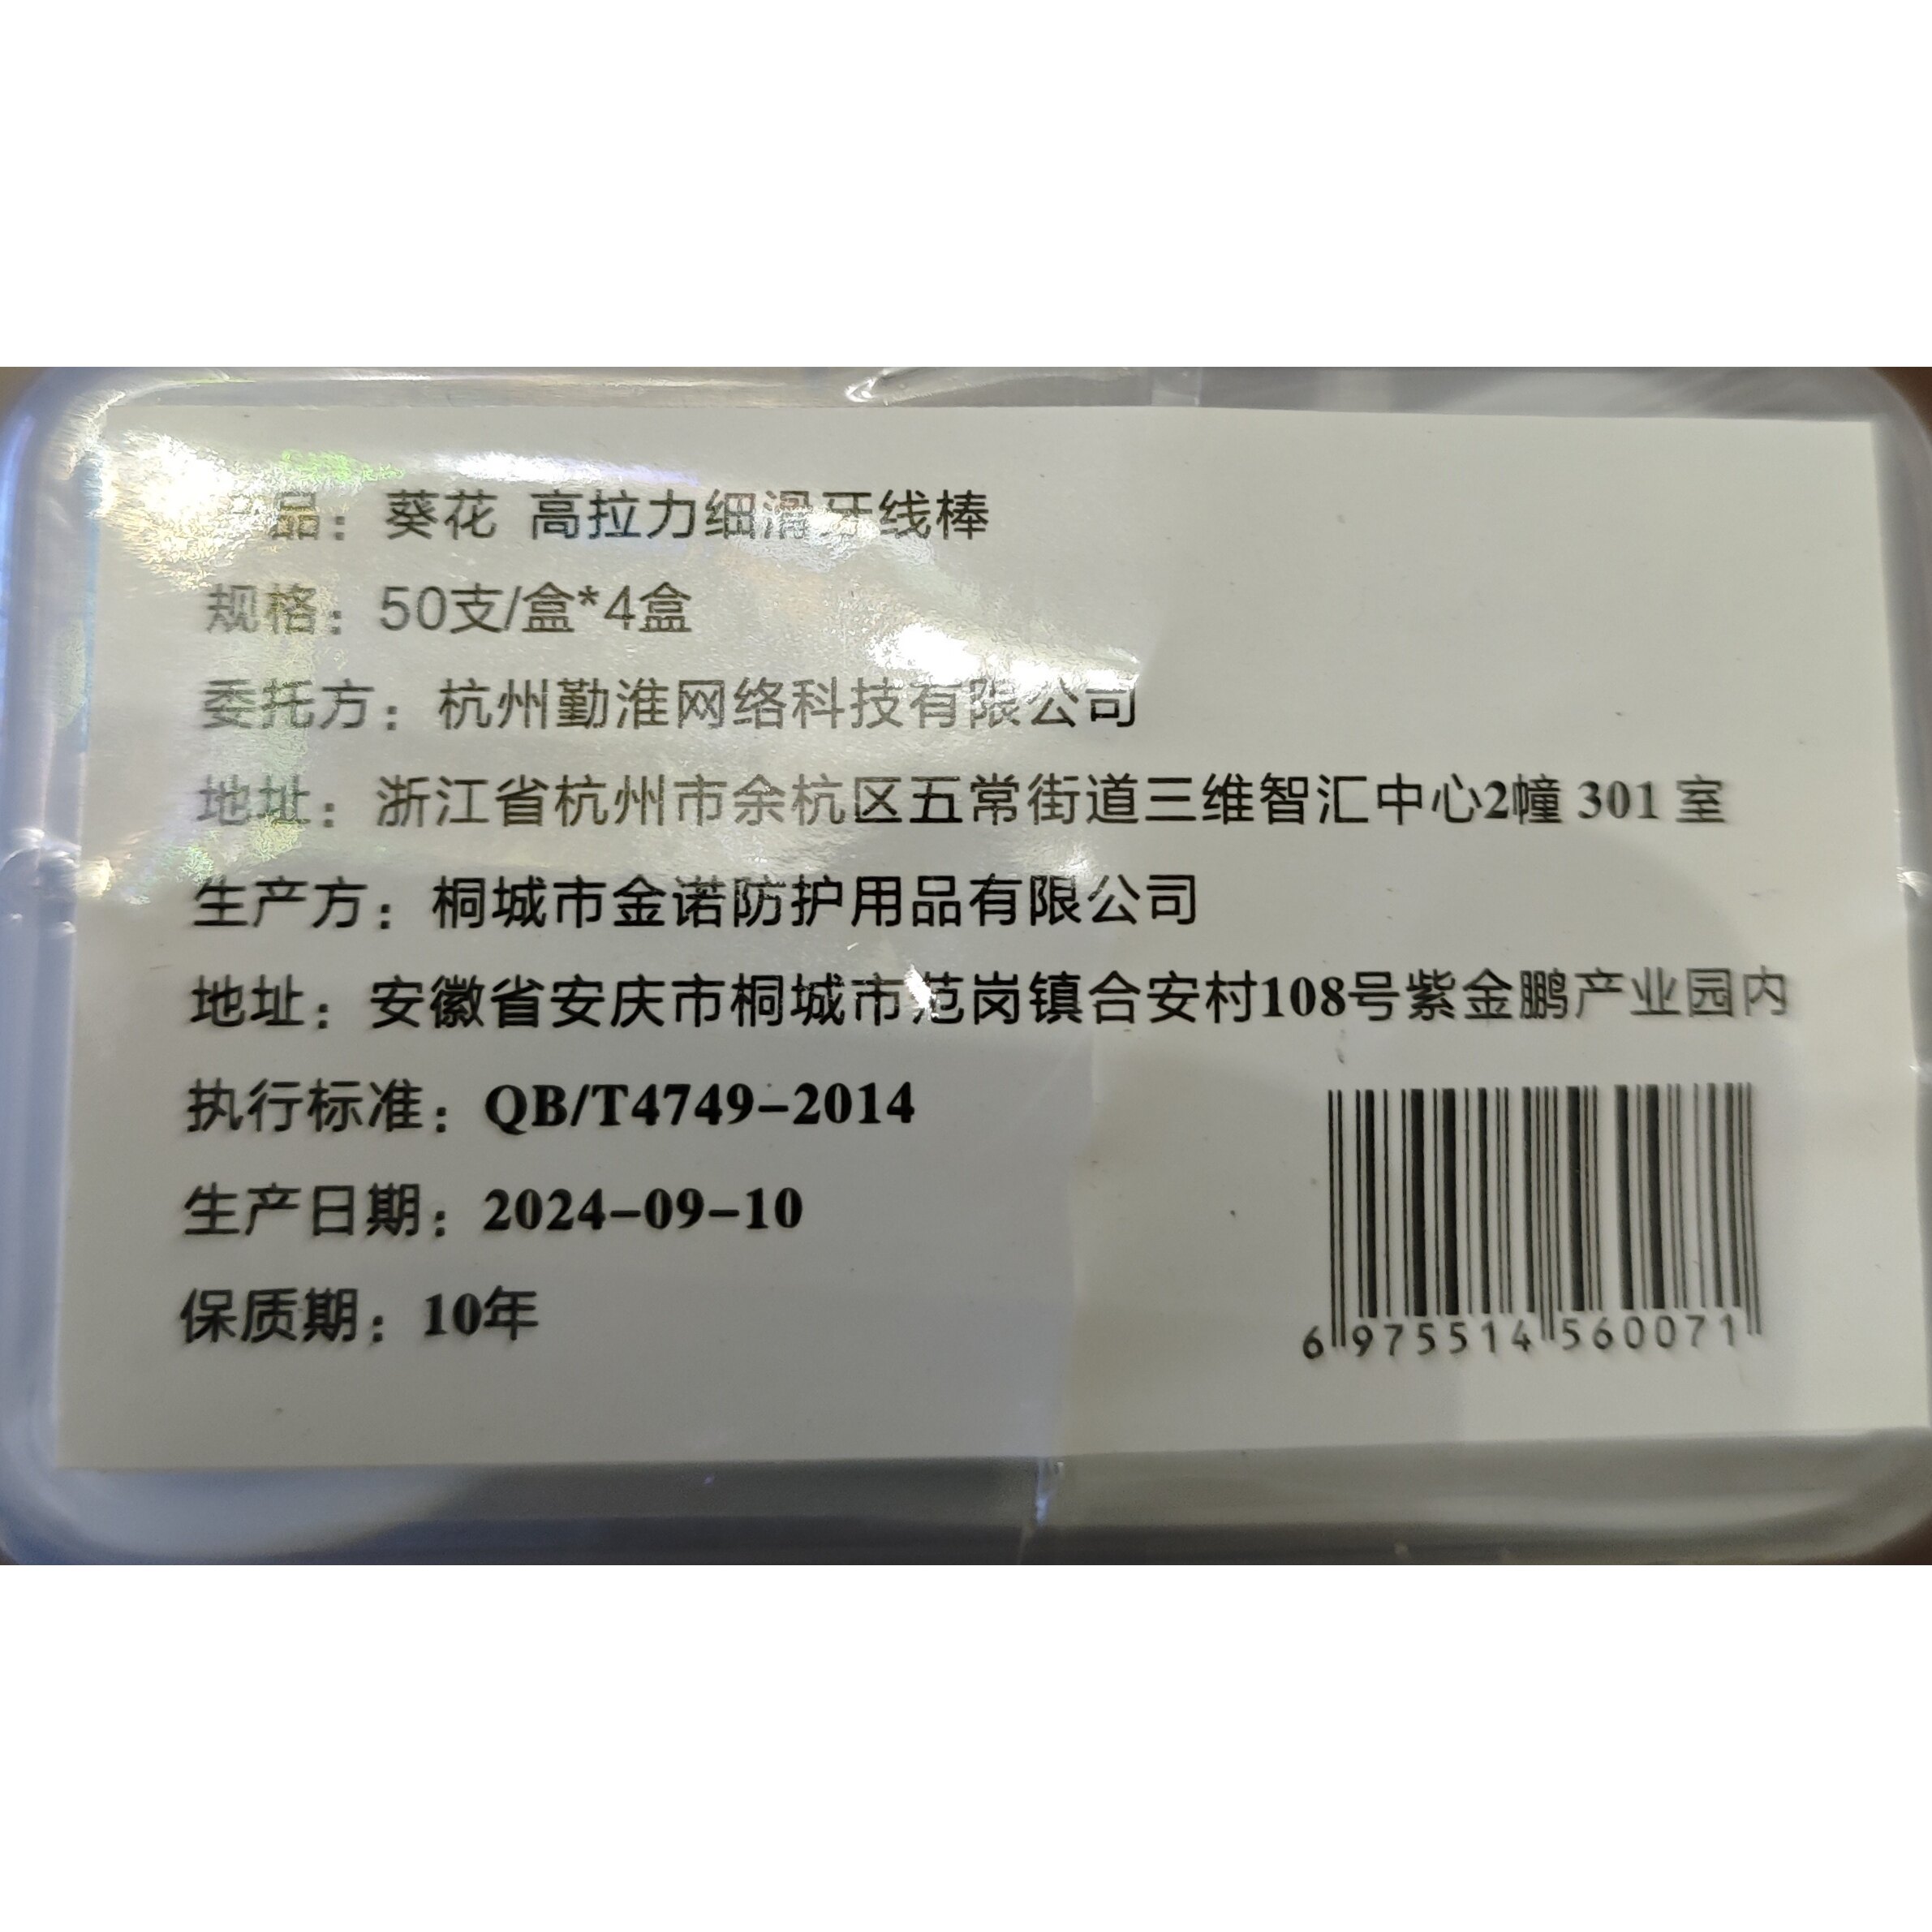 产品：葵花 高拉力细滑牙线棒
规格：50支/盒*4盒
委托方：杭州勤淮网络科技有限公司
地址：浙江省杭州市余杭区五常街道三维智汇中心2幢 301 室
生产方：桐城市金诺防护用品有限公司
地址：安徽省安庆市桐城市范岗镇合安村108号紫金鹏产业园内
执行标准：QB/T4749-2014
生产日期：2024-09-10
保质期：10年
6975514560071